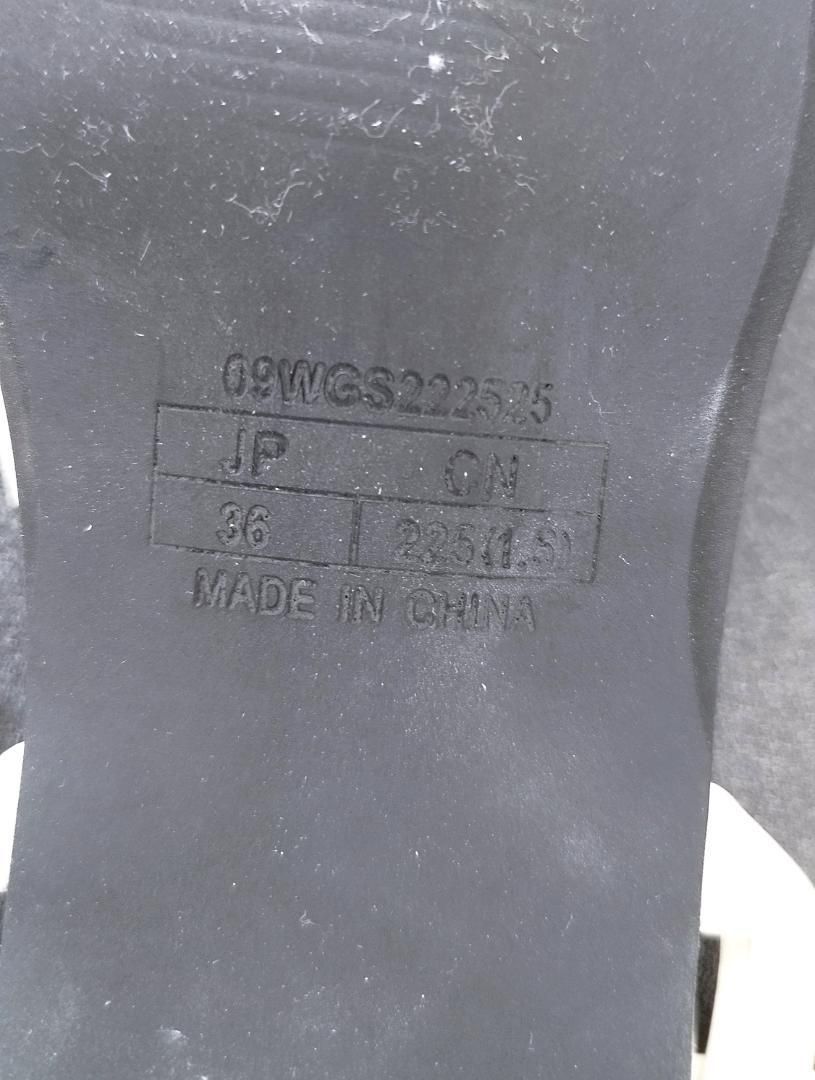 09WGS222525
JP CN
36 225(1.5)
MADE IN CHINA